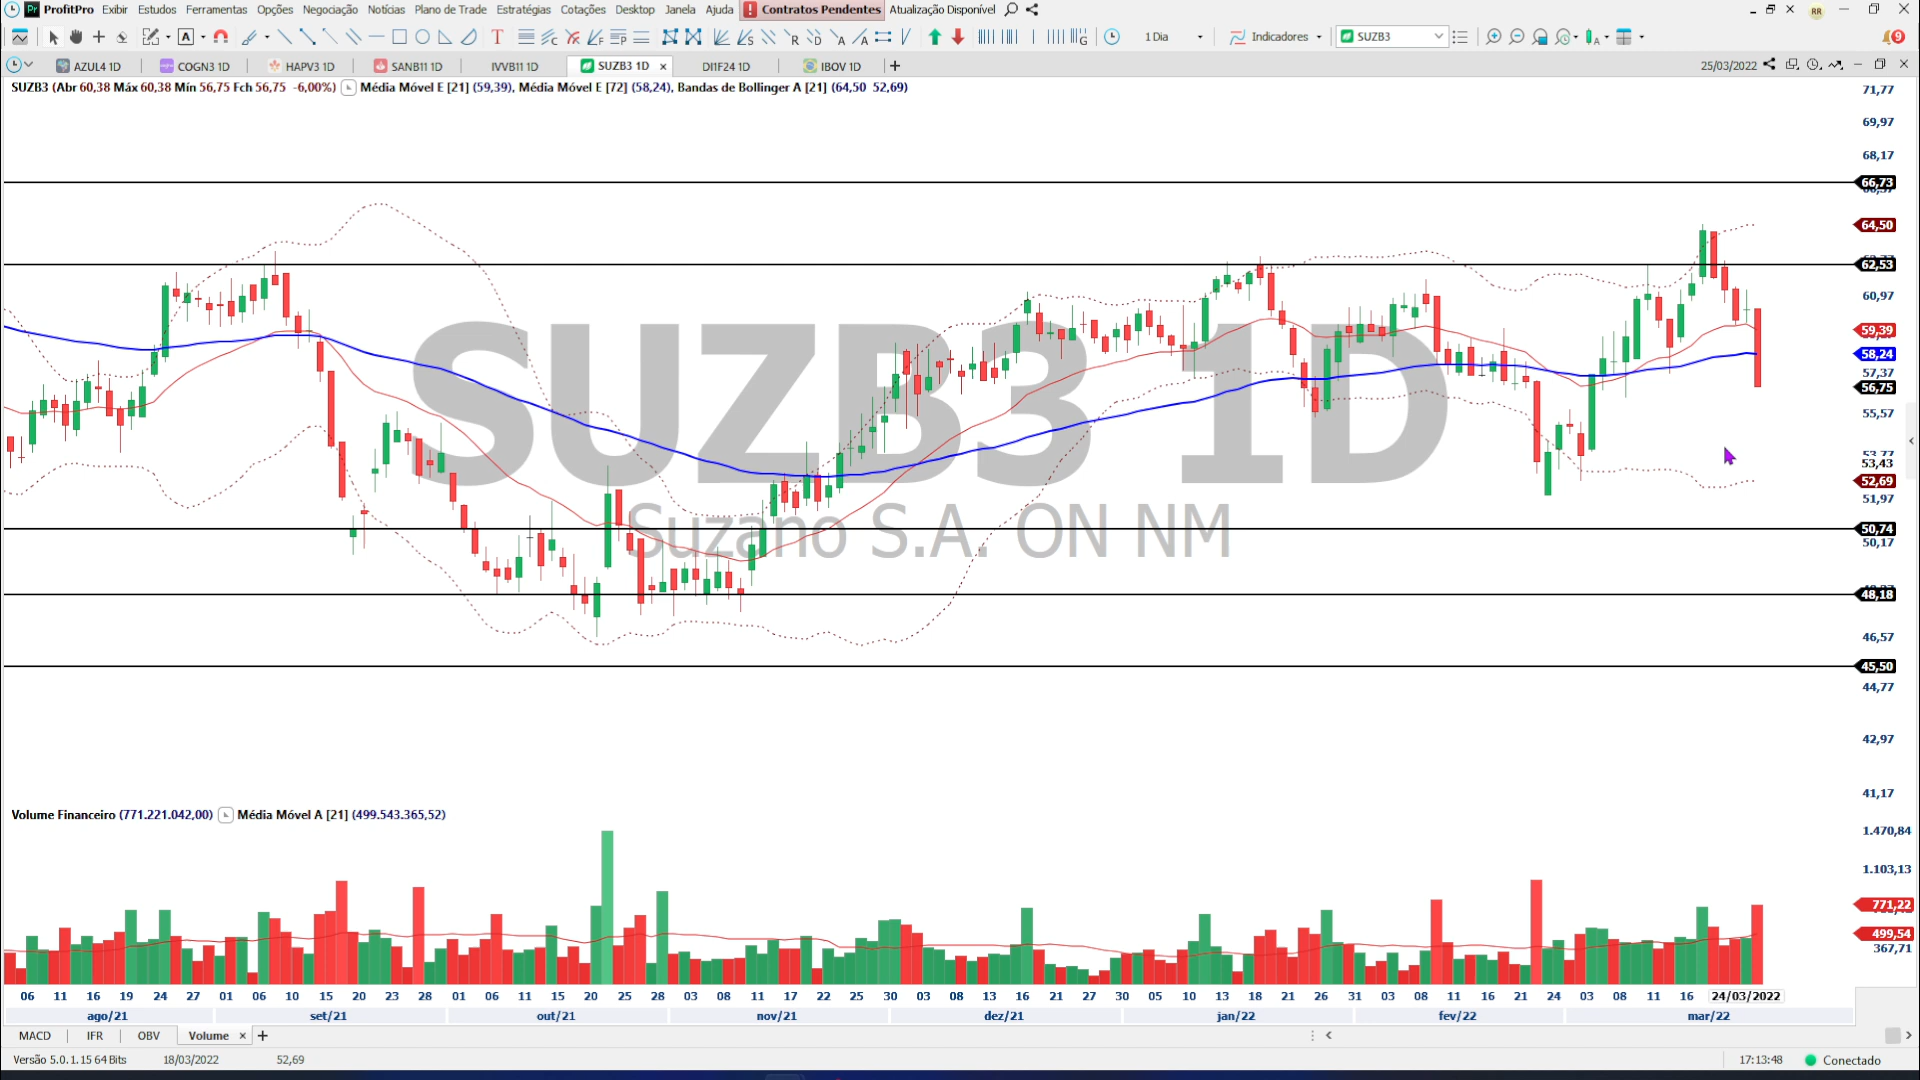 ProfitPro Exibir Estudos Ferramentas Opções Negociação Notícias Plano de Trade Estratégias Cotações Desktop Janela Ajuda Contratos Pendentes Atualização Disponível RR
1 Dia Indicadores SUZB3 9
AZUL4 1D COGN3 1D HAPV3 1D SANB11 1D IVVB11 1D SUZB3 1D DI1F24 1D IBOV 1D 25/03/2022
SUZB3 (Abr 60,38 Máx 60,38 Mín 56,75 Fch 56,75 -6,00%) Média Móvel E [21] (59,39), Média Móvel E [72] (58,24), Bandas de Bollinger A [21] (64,50 52,69)
71,77
69,97
68,17
66,73
64,50
62,53
60,97
59,39
58,24
57,37
56,75
55,57
53,43
52,69
51,97
50,74
50,17
48,18
46,57
45,50
44,77
42,97
41,17
SUZB3 1D
Suzano S.A. ON NM
Volume Financeiro (771.221.042,00) Média Móvel A [21] (499.543.365,52)
1.470,84
1.103,13
771,22
499,54
367,71
06 11 16 19 24 27 01 06 10 15 20 23 28 01 06 11 15 20 25 28 03 08 11 17 22 25 30 03 08 13 16 21 27 30 05 10 13 18 21 26 31 03 08 11 16 21 24 03 08 11 16 24/03/2022
ago/21 set/21 out/21 nov/21 dez/21 jan/22 fev/22 mar/22
MACD IFR OBV Volume
Versão 5.0.1.15 64 Bits 18/03/2022 52,69 17:13:48 Conectado